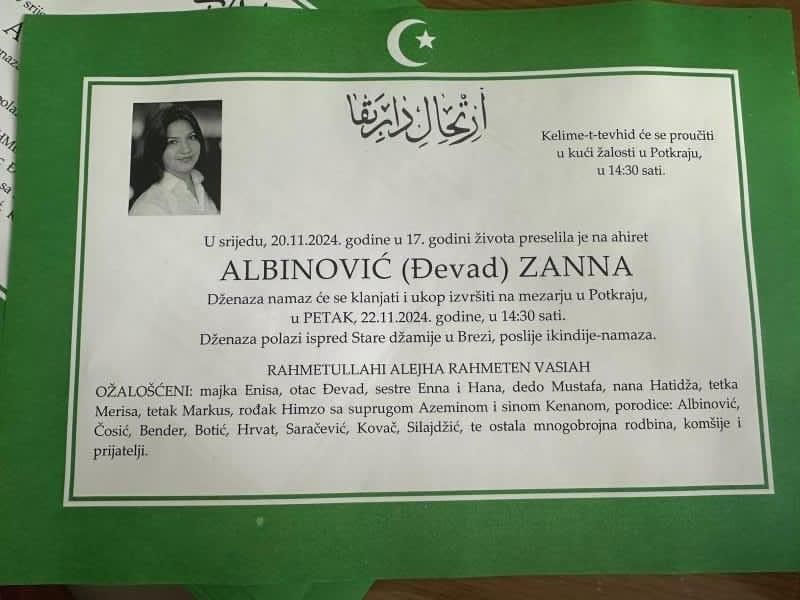 ارتحال دار بقا
Kelime-t-tevhid će se proučiti
u kući žalosti u Potkraju,
u 14:30 sati.
U srijedu, 20.11.2024. godine u 17. godini života preselila je na ahiret
ALBINOVIĆ (Đevad) ZANNA
Dženaza namaz će se klanjati i ukop izvršiti na mezarju u Potkraju,
u PETAK, 22.11.2024. godine, u 14:30 sati.
Dženaza polazi ispred Stare džamije u Brezi, poslije ikindije-namaza.
RAHMETULLAHI ALEJHA RAHMETEN VASIAH
OŽALOŠĆENI: majka Enisa, otac Đevad, sestre Enna i Hana, dedo Mustafa, nana Hatidža, tetka
Merisa, tetak Markus, rođak Himzo sa suprugom Azeminom i sinom Kenanom, porodice: Albinović,
Čosić, Bender, Botić, Hrvat, Saračević, Kovač, Silajdžić, te ostala mnogobrojna rodbina, komšije i
prijatelji.